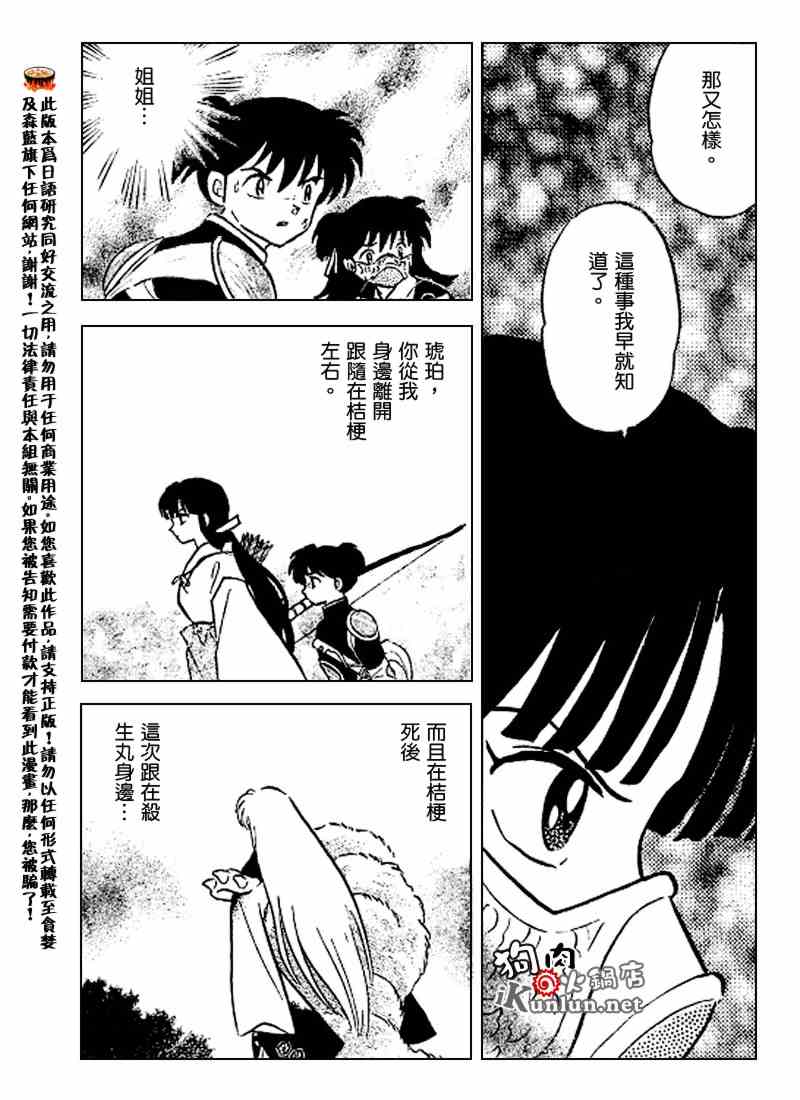 那又怎樣。
這種事我早就知
道了。
姐姐…
琥珀，
你從我
身邊離開
跟隨在桔梗
左右。
而且在桔梗
死後
這次跟在殺
生丸身邊…
此版本爲日語研究同好交流之用，請勿用于任何商業用途。如您喜歡此作品，請支持正版！請勿以任何形式轉載至貪婪
及森藍旗下任何網站，謝謝！一切法律責任與本組無關。如果您被告知需要付款才能看到此漫畫，那麼，您被騙了！
狗肉火鍋店
iKunlun.net